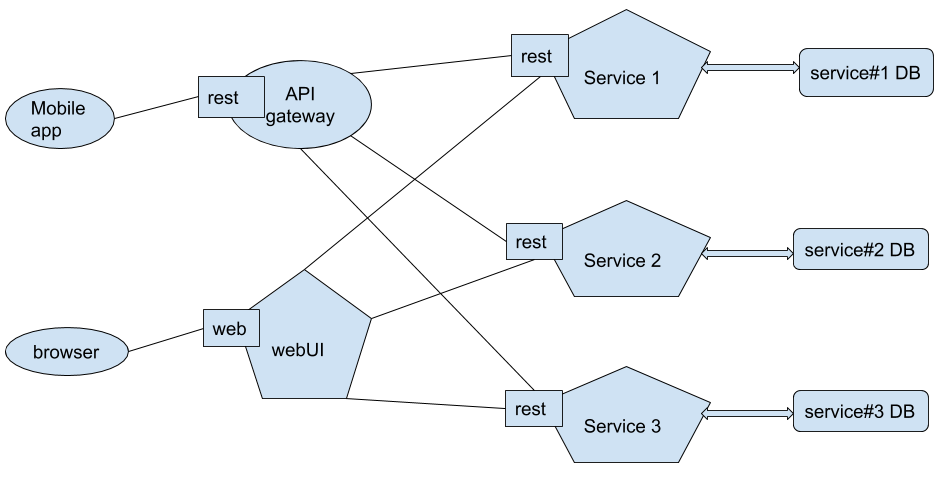 Mobile
app
rest
API
gateway
rest
Service 1
service#1 DB
rest
Service 2
service#2 DB
browser
web
webUI
rest
Service 3
service#3 DB